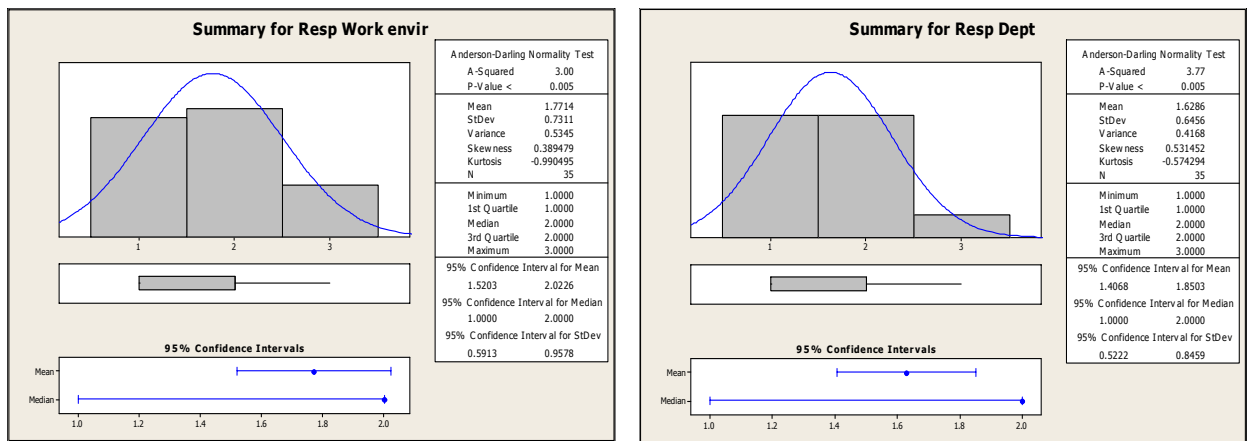 Summary for Resp Work envir
1 2 3
95% Confidence Intervals
Mean
Median
1.0 1.2 1.4 1.6 1.8 2.0
Anderson-Darling Normality Test
A-Squared 3.00
P-Value < 0.005
Mean 1.7714
StDev 0.7311
Variance 0.5345
Skewness 0.389479
Kurtosis -0.990495
N 35
Minimum 1.0000
1st Quartile 1.0000
Median 2.0000
3rd Quartile 2.0000
Maximum 3.0000
95% Confidence Interval for Mean
1.5203 2.0226
95% Confidence Interval for Median
1.0000 2.0000
95% Confidence Interval for StDev
0.5913 0.9578
Summary for Resp Dept
1 2 3
95% Confidence Intervals
Mean
Median
1.0 1.2 1.4 1.6 1.8 2.0
Anderson-Darling Normality Test
A-Squared 3.77
P-Value < 0.005
Mean 1.6286
StDev 0.6456
Variance 0.4168
Skewness 0.531452
Kurtosis -0.574294
N 35
Minimum 1.0000
1st Quartile 1.0000
Median 2.0000
3rd Quartile 2.0000
Maximum 3.0000
95% Confidence Interval for Mean
1.4068 1.8503
95% Confidence Interval for Median
1.0000 2.0000
95% Confidence Interval for StDev
0.5222 0.8459